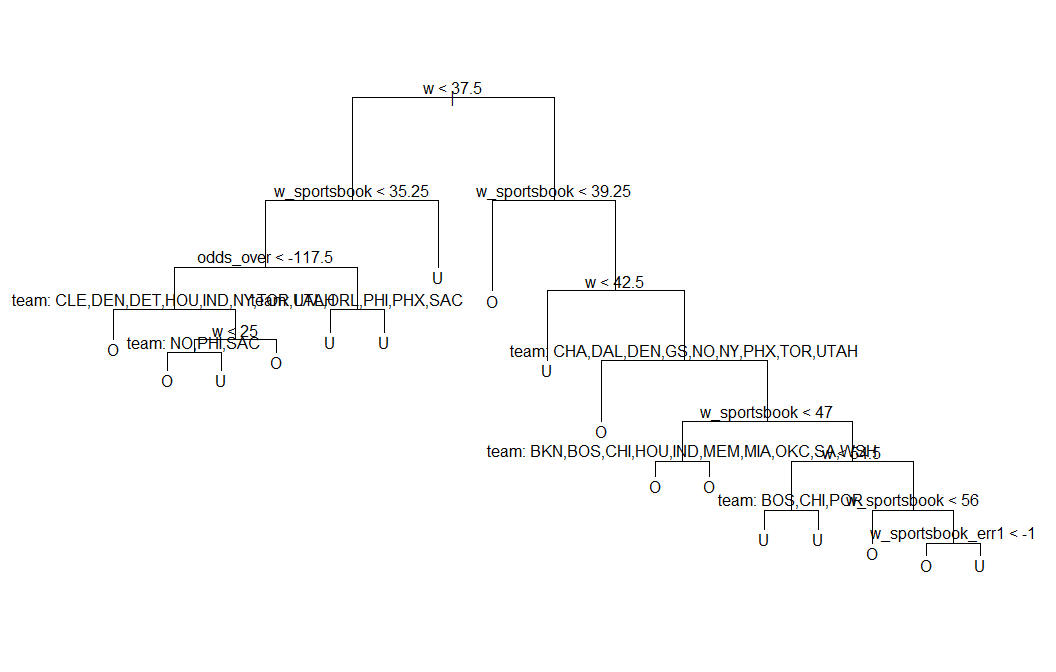 w < 37.5
w_sportsbook < 35.25
w_sportsbook < 39.25
odds_over < -117.5
U
w < 42.5
O
team: CLE,DEN,DET,HOU,IND,NY,TOR,UTAH
team: LAL,ORL,PHI,PHX,SAC
w < 25
team: NO,PHI,SAC
U
U
O
O
O
U
team: CHA,DAL,DEN,GS,NO,NY,PHX,TOR,UTAH
U
w_sportsbook < 47
O
team: BKN,BOS,CHI,HOU,IND,MEM,MIA,OKC,SA,WSH
w < 54.5
O
O
team: BOS,CHI,POR
w_sportsbook < 56
w_sportsbook_err1 < -1
U
U
O
O
U